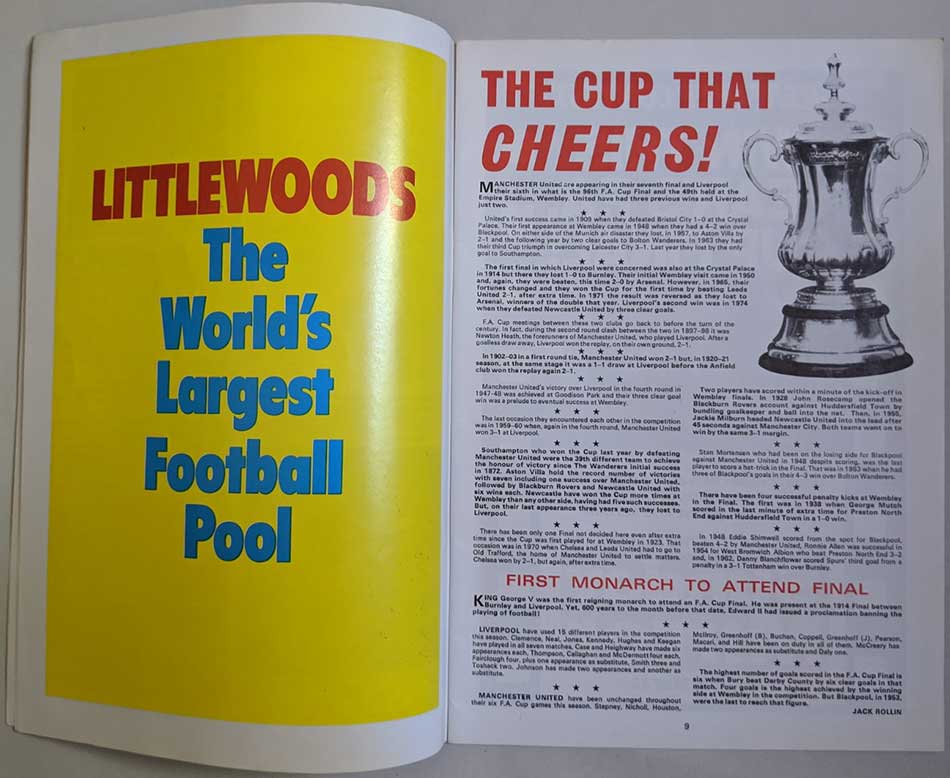 LITTLEWOODS
The
World's
Largest
Football
Pool
THE CUP THAT
CHEERS!
MANCHESTER United are appearing in their seventh final and Liverpool
their sixth in what is the 96th F.A. Cup Final and the 49th held at the
Empire Stadium, Wembley. United have had three previous wins and Liverpool
just two.
★ ★ ★
United's first success came in 1909 when they defeated Bristol City 1–0 at the Crystal
Palace. Their first appearance at Wembley came in 1948 when they had a 4–2 win over
Blackpool. On either side of the Munich air disaster they lost, in 1957, to Aston Villa by
2–1 and the following year by two clear goals to Bolton Wanderers. In 1963 they had
their third Cup triumph in overcoming Leicester City 3–1. Last year they lost by the only
goal to Southampton.
★ ★ ★
The first final in which Liverpool were concerned was also at the Crystal Palace
in 1914 but there they lost 1–0 to Burnley. Their initial Wembley visit came in 1950
and, again, they were beaten, this time 2–0 by Arsenal. However, in 1965, their
fortunes changed and they won the Cup for the first time by beating Leeds
United 2–1, after extra time. In 1971 the result was reversed as they lost to
Arsenal, winners of the double that year. Liverpool's second win was in 1974
when they defeated Newcastle United by three clear goals.
★ ★ ★
F.A. Cup meetings between these two clubs go back to before the turn of the
century. In fact, during the second round clash between the two in 1897–98 it was
Newton Heath, the forerunners of Manchester United, who played Liverpool. After a
goalless draw away, Liverpool won the replay, on their own ground, 2–1.
★ ★ ★
In 1902–03 in a first round tie, Manchester United won 2–1 but, in 1920–21
season, at the same stage it was a 1–1 draw at Liverpool before the Anfield
club won the replay again 2–1.
★ ★ ★
Manchester United's victory over Liverpool in the fourth round in
1947-48 was achieved at Goodison Park and their three clear goal
win was a prelude to eventual success at Wembley.
★ ★ ★
The last occasion they encountered each other in the competition
was in 1959–60 when, again in the fourth round, Manchester United
won 3–1 at Liverpool.
★ ★ ★
Southampton who won the Cup last year by defeating
Manchester United were the 39th different team to achieve
the honour of victory since The Wanderers initial success
in 1872. Aston Villa hold the record number of victories
with seven including one success over Manchester United,
followed by Blackburn Rovers and Newcastle United with
six wins each. Newcastle have won the Cup more times at
Wembley than any other side, having had five such successes.
But, on their last appearance three years ago, they lost to
Liverpool.
★ ★ ★
There has been only one Final not decided here even after extra
time since the Cup was first played for at Wembley in 1923. That
occasion was in 1970 when Chelsea and Leeds United had to go to
Old Trafford, the home of Manchester United to settle matters.
Chelsea won by 2–1, but again, after extra time.
Two players have scored within a minute of the kick-off in
Wembley finals. In 1928 John Roscamp opened the
Blackburn Rovers account against Huddersfield Town by
bundling goalkeeper and ball into the net. Then, in 1955,
Jackie Milburn headed Newcastle United into the lead after
45 seconds against Manchester City. Both teams went on to
win by the same 3–1 margin.
★ ★ ★
Stan Mortensen who had been on the losing side for Blackpool
against Manchester United in 1948 despite scoring, was the last
player to score a hat-trick in the Final. That was in 1953 when he had
three of Blackpool's goals in their 4–3 win over Bolton Wanderers.
★ ★ ★
There have been four successful penalty kicks at Wembley
in the Final. The first was in 1938 when George Mutch
scored in the last minute of extra time for Preston North
End against Huddersfield Town in a 1–0 win.
★ ★ ★
In 1948 Eddie Shimwell scored from the spot for Blackpool,
beaten 4–2 by Manchester United, Ronnie Allen was successful in
1954 for West Bromwich Albion who beat Preston North End 3–2
and, in 1962, Danny Blanchflower scored Spurs' third goal from a
penalty in a 3–1 Tottenham win over Burnley.
FIRST MONARCH TO ATTEND FINAL
KING George V was the first reigning monarch to attend an F.A. Cup Final. He was present at the 1914 Final between
Burnley and Liverpool. Yet, 600 years to the month before that date, Edward II had issued a proclamation banning the
playing of football!
★ ★ ★
LIVERPOOL have used 15 different players in the competition
this season. Clemence, Neal, Jones, Kennedy, Hughes and Keegan
have played in all seven matches, Case and Heighway have made six
appearances each, Thompson, Callaghan and McDermott four each,
Fairclough four, plus one appearance as substitute, Smith three and
Toshack two. Johnson has made two appearances and another as
substitute.
★ ★ ★
MANCHESTER UNITED have been unchanged throughout
their six F.A. Cup games this season. Stepney, Nicholl, Houston,
McIlroy, Greenhoff (B), Buchan, Coppell, Greenhoff (J), Pearson,
Macari, and Hill have been on duty in all of them. McCreery has
made two appearances as substitute and Daly one.
★ ★ ★
The highest number of goals scored in the F.A. Cup Final is
six when Bury beat Derby County by six clear goals in that
match. Four goals is the highest achieved by the winning
side at Wembley in the competition. But Blackpool, in 1953,
were the last to reach that figure.
JACK ROLLIN
9